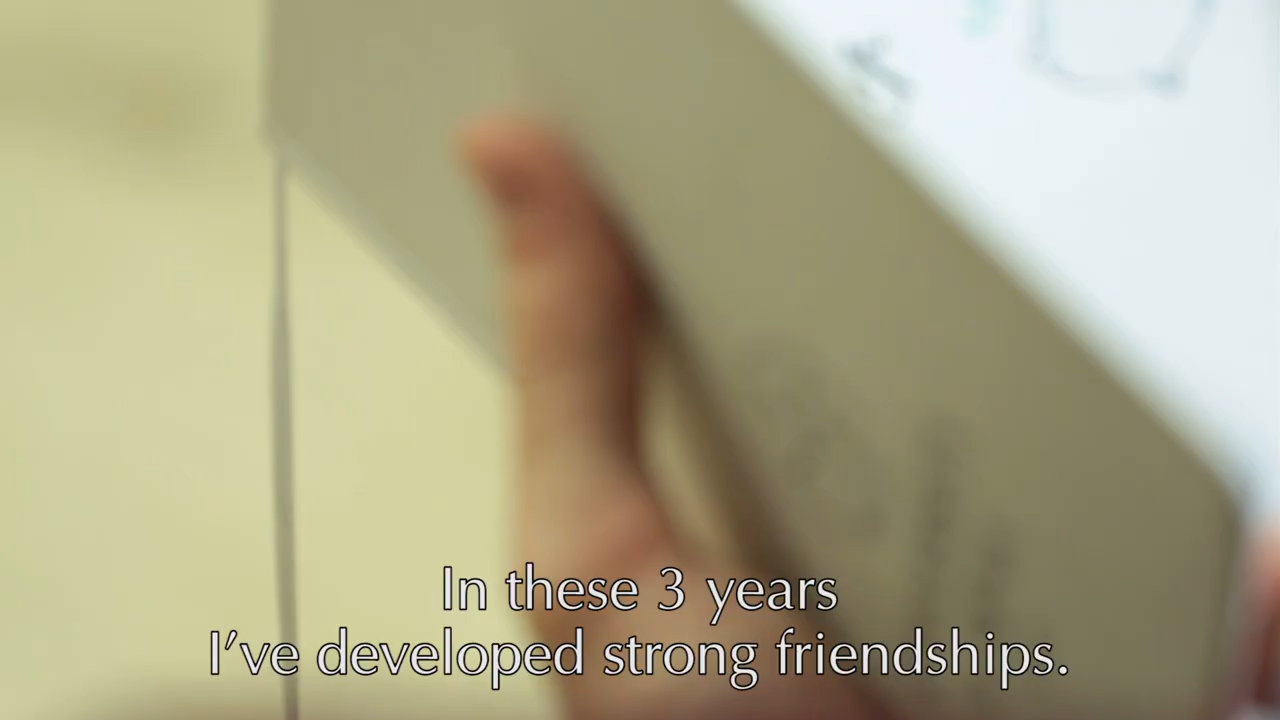 In these 3 years
I've developed strong friendships.